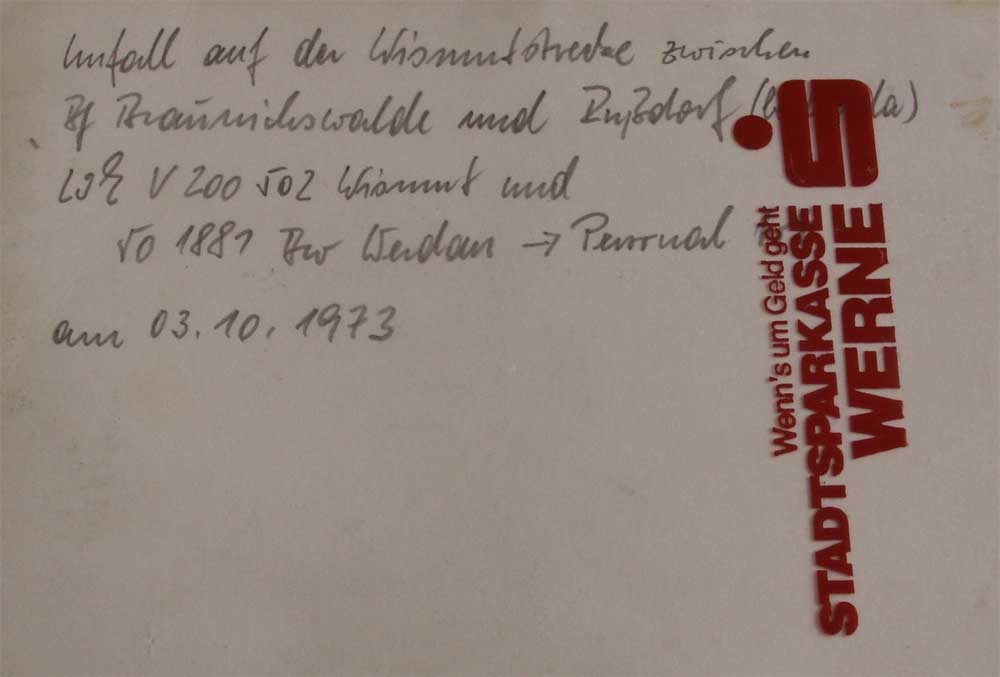 Unfall auf der Wismutstrecke zwischen
Bf Braunichswalde und Rußdorf
V 200 502 Wismut und
50 1881 Bw Werdau → Personal
am 03.10.1973
Wenn's um Geld geht
STADTSPARKASSE
WERNE